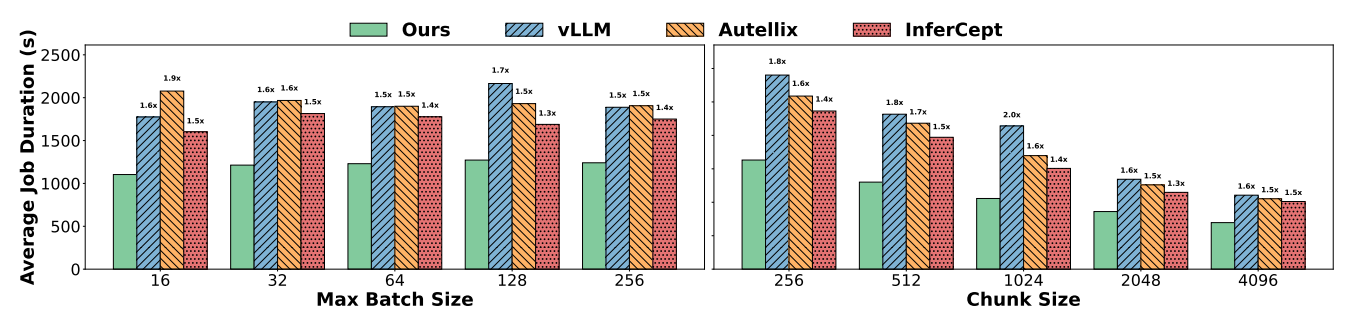 Ours vLLM Autellix InferCept
Average Job Duration (s)
2500
2000
1500
1000
500
0
1.6x 1.9x 1.5x
1.6x 1.6x 1.5x
1.5x 1.5x 1.4x
1.7x 1.5x 1.3x
1.5x 1.5x 1.4x
16 32 64 128 256
Max Batch Size
1.8x 1.6x 1.4x
1.8x 1.7x 1.5x
2.0x 1.6x 1.4x
1.6x 1.5x 1.3x
1.6x 1.5x 1.5x
256 512 1024 2048 4096
Chunk Size